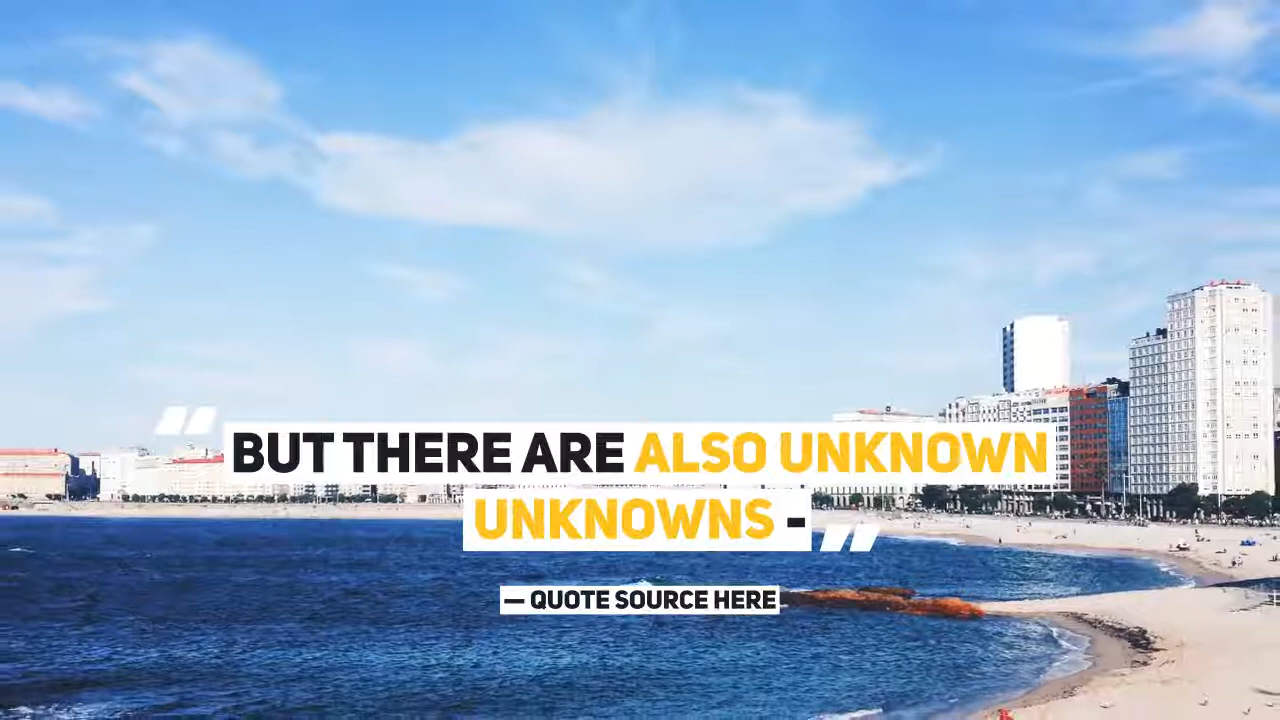 “
BUT THERE ARE ALSO UNKNOWN
UNKNOWNS - ”
— QUOTE SOURCE HERE